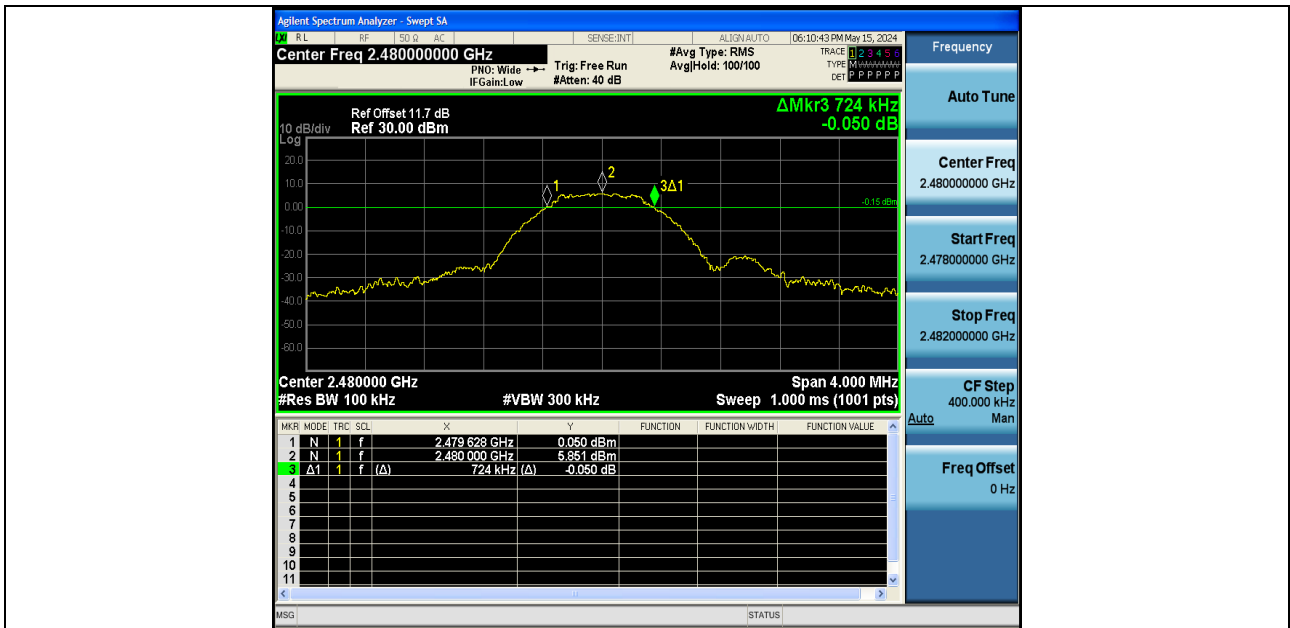 Agilent Spectrum Analyzer - Swept SA
RL RF 50 Ω AC SENSE:INT ALIGN AUTO 06:10:43 PM May 15, 2024
Center Freq 2.480000000 GHz
PNO: Wide
IFGain:Low
Trig: Free Run
#Atten: 40 dB
#Avg Type: RMS
Avg|Hold: 100/100
TRACE 1 2 3 4 5 6
TYPE M
DET P P P P P P
Frequency
Auto Tune
Center Freq
2.480000000 GHz
Start Freq
2.478000000 GHz
Stop Freq
2.482000000 GHz
CF Step
400.000 kHz
Auto Man
Freq Offset
0 Hz
ΔMkr3 724 kHz
-0.050 dB
Ref Offset 11.7 dB
10 dB/div Ref 30.00 dBm
Log
20.0
10.0
0.00
-10.0
-20.0
-30.0
-40.0
-50.0
-60.0
1
2
3Δ1
-0.15 dBm
Center 2.480000 GHz Span 4.000 MHz
#Res BW 100 kHz #VBW 300 kHz Sweep 1.000 ms (1001 pts)
MKR MODE TRC SCL X Y FUNCTION FUNCTION WIDTH FUNCTION VALUE
1 N 1 f 2.479 628 GHz 0.050 dBm
2 N 1 f 2.480 000 GHz 5.851 dBm
3 Δ1 1 f (Δ) 724 kHz (Δ) -0.050 dB
4
5
6
7
8
9
10
11
MSG STATUS